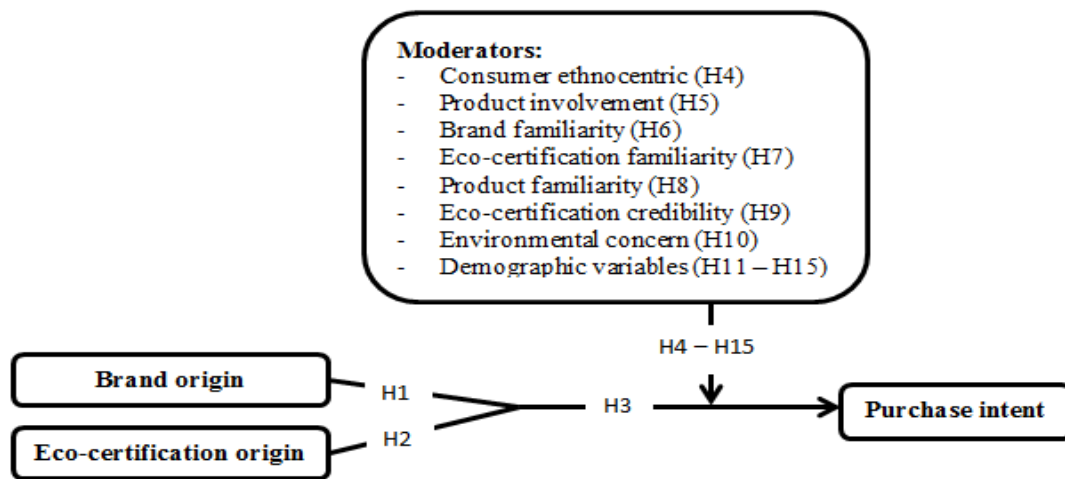 Moderators:
- Consumer ethnocentric (H4)
- Product involvement (H5)
- Brand familiarity (H6)
- Eco-certification familiarity (H7)
- Product familiarity (H8)
- Eco-certification credibility (H9)
- Environmental concern (H10)
- Demographic variables (H11 – H15)
H4 – H15
Brand origin
H1
H3
Purchase intent
H2
Eco-certification origin